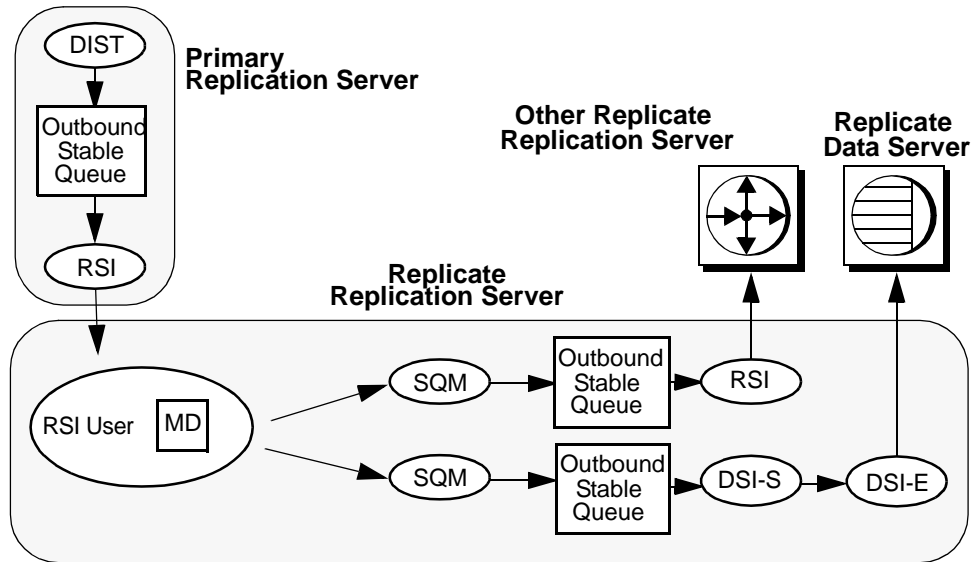 DIST
Primary
Replication Server
Outbound
Stable
Queue
RSI
Other Replicate
Replication Server
Replicate
Data Server
Replicate
Replication Server
RSI User
MD
SQM
Outbound
Stable
Queue
RSI
SQM
Outbound
Stable
Queue
DSI-S
DSI-E